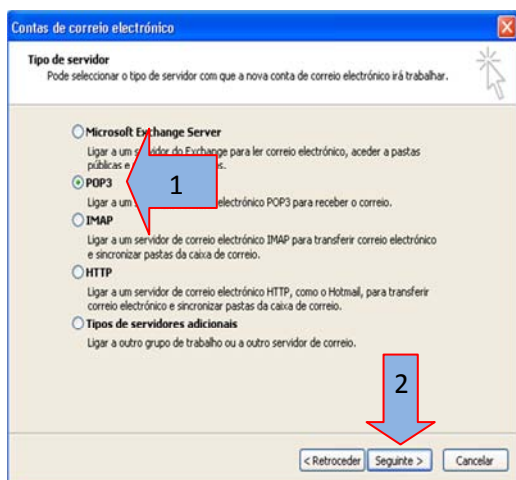 Contas de correio electrónico
Tipo de servidor
Pode seleccionar o tipo de servidor com que a nova conta de correio electrónico irá trabalhar.
Microsoft Exchange Server
Ligar a um servidor do Exchange para ler correio electrónico, aceder a pastas
públicas e
POP3
1
Ligar a um electrónico POP3 para receber o correio.
IMAP
Ligar a um servidor de correio electrónico IMAP para transferir correio electrónico
e sincronizar pastas da caixa de correio.
HTTP
Ligar a um servidor de correio electrónico HTTP, como o Hotmail, para transferir
correio electrónico e sincronizar pastas da caixa de correio.
Tipos de servidores adicionais
Ligar a outro grupo de trabalho ou a outro servidor de correio.
2
< Retroceder Seguinte > Cancelar